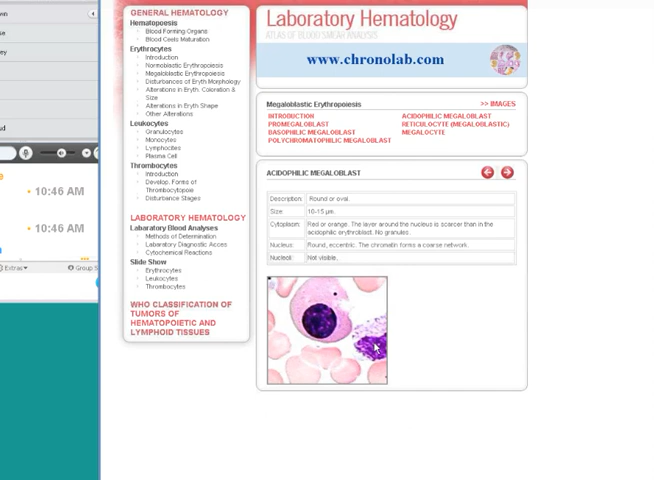 10:46 AM
10:46 AM
Extras
Group S
GENERAL HEMATOLOGY
Hematopoesis
Blood Forming Organs
Blood Ceels Maturation
Erythrocytes
Introduction
Normoblastic Erythropoiesis
Megaloblastic Erythropoiesis
Disturbances of Eryth. Morphology
Alterations in Eryth. Coloration &
Size
Alterations in Eryth Shape
Other Alterations
Leukocytes
Granulocytes
Monocytes
Lymphocites
Plasma Cell
Thrombocytes
Introduction
Develop. Forms of
Thrombocytopoie
Disturbance Stages
LABORATORY HEMATOLOGY
Laboratory Blood Analyses
Methods of Determination
Laboratory Diagnostic Acces
Cytochemical Reactions
Slide Show
Erythrocytes
Leukocytes
Thrombocytes
WHO CLASSIFICATION OF
TUMORS OF
HEMATOPOIETIC AND
LYMPHOID TISSUES
Laboratory Hematology
ATLAS OF BLOOD SMEAR ANALYSIS
www.chronolab.com
Megaloblastic Erythropoiesis
>> IMAGES
INTRODUCTION
PROMEGALOBLAST
BASOPHILIC MEGALOBLAST
POLYCHROMATOPHILIC MEGALOBLAST
ACIDOPHILIC MEGALOBLAST
RETICULOCYTE (MEGALOBLASTIC)
MEGALOCYTE
ACIDOPHILIC MEGALOBLAST
Description: Round or oval.
Size: 10-15 µm.
Cytoplasm: Red or orange. The layer around the nucleus is scarcer than in the
acidophilic erythroblast. No granules.
Nucleus: Round, eccentric. The chromatin forms a coarse network.
Nucleoli: Not visible.